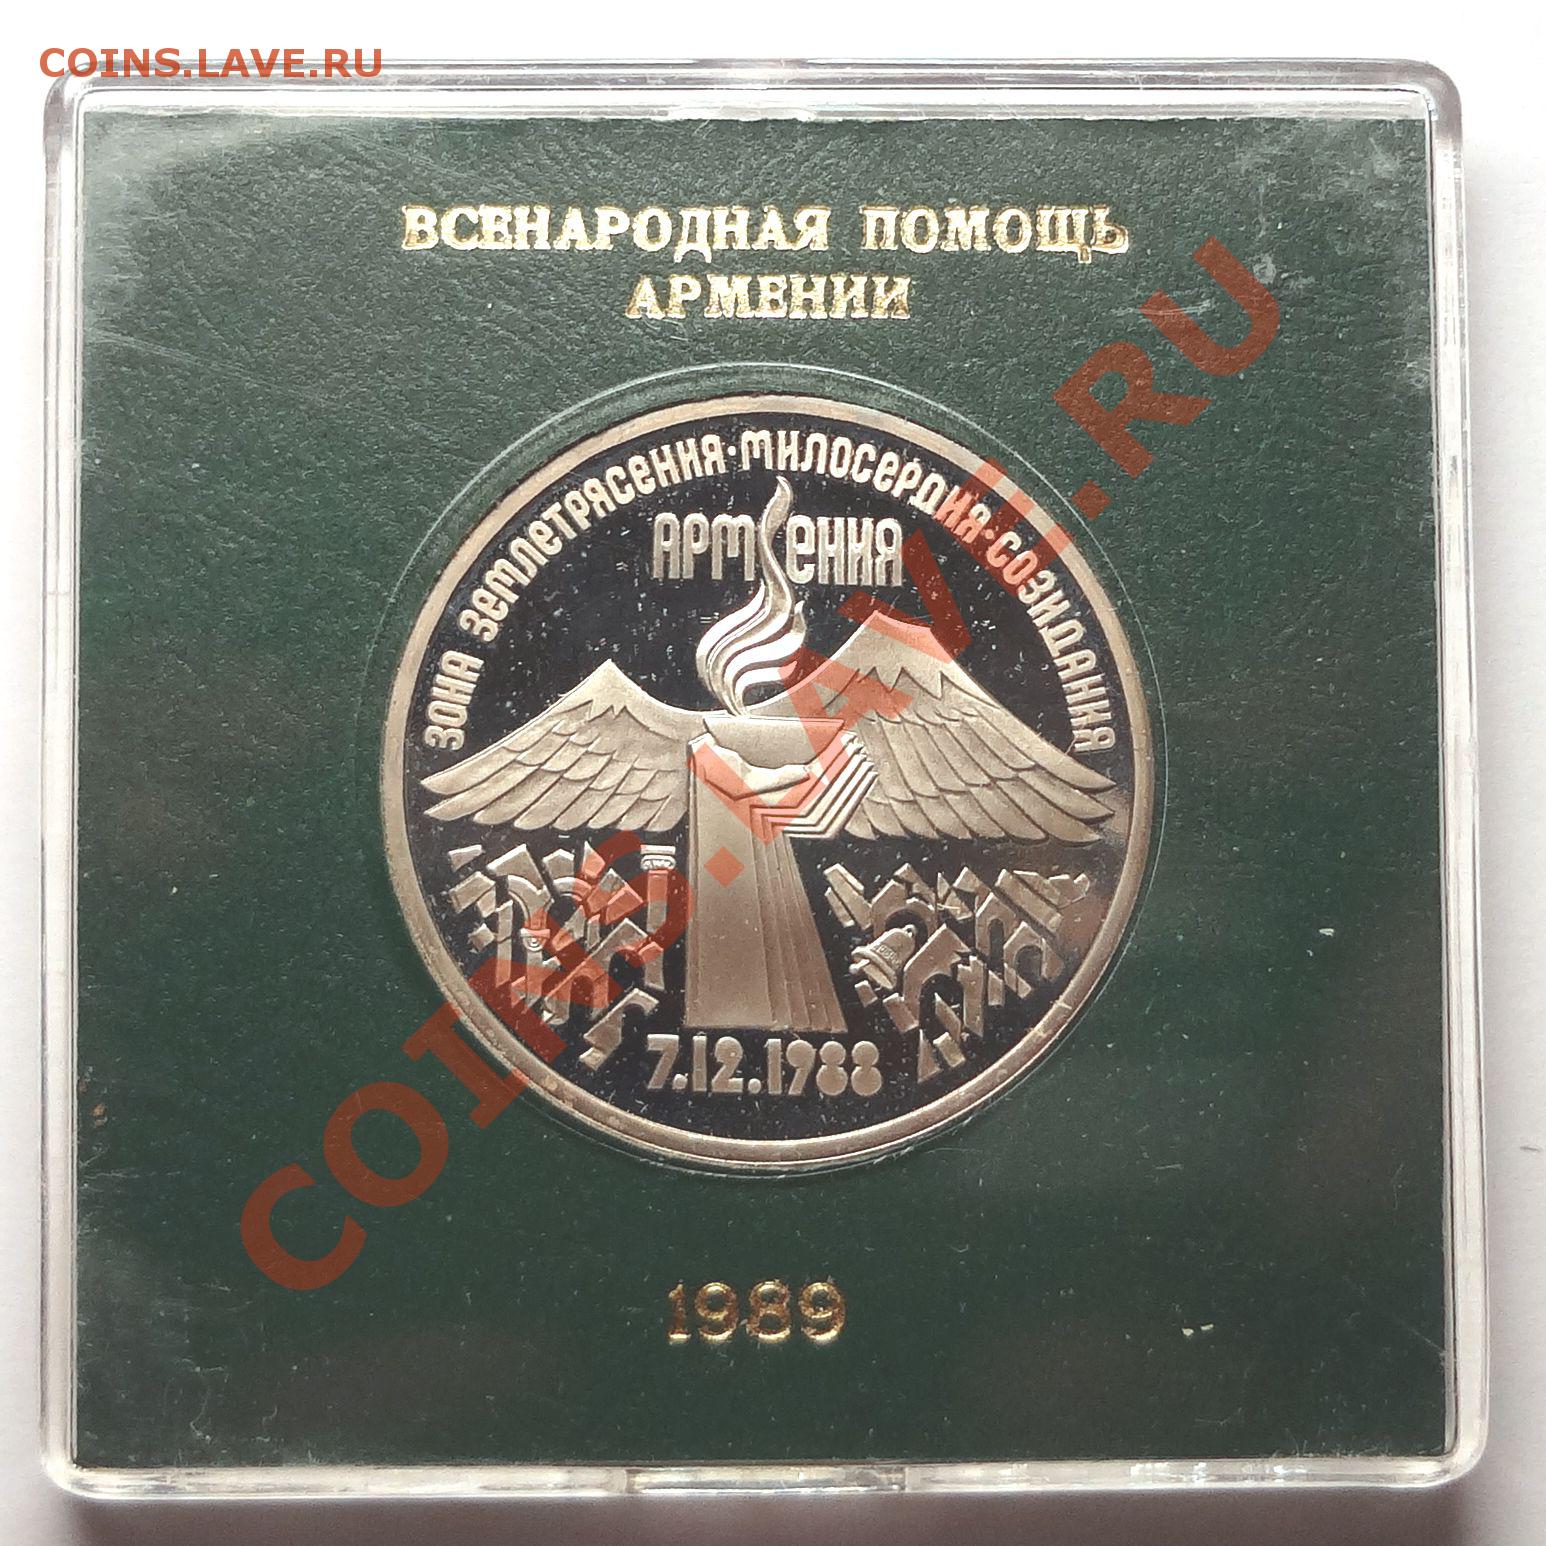 COINS.LAVE.RU
ВСЕНАРОДНАЯ ПОМОЩЬ
АРМЕНИИ
ЗОНА ЗЕМЛЕТРЯСЕНИЯ·МИЛОСЕРДИЯ·СОЗИДАНИЯ
АРМЕНИЯ
7.12.1988
1989
COINS.LAVE.RU